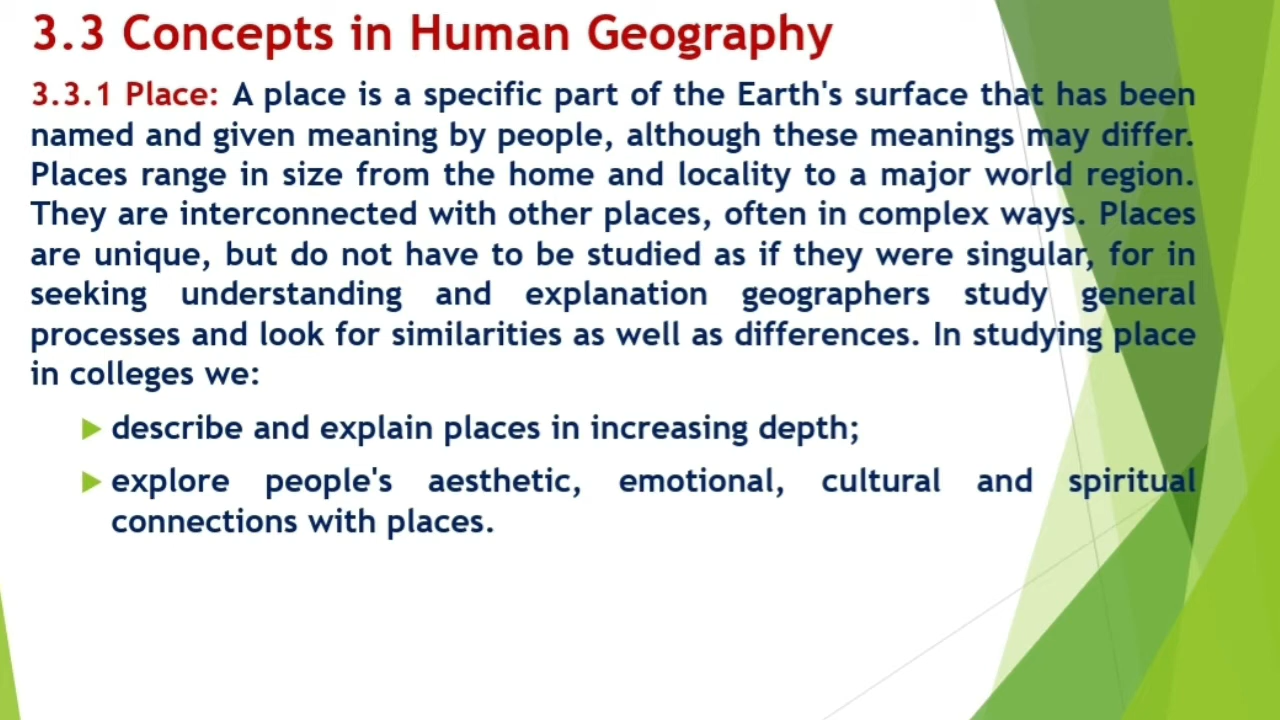 3.3 Concepts in Human Geography
3.3.1 Place: A place is a specific part of the Earth's surface that has been
named and given meaning by people, although these meanings may differ.
Places range in size from the home and locality to a major world region.
They are interconnected with other places, often in complex ways. Places
are unique, but do not have to be studied as if they were singular, for in
seeking understanding and explanation geographers study general
processes and look for similarities as well as differences. In studying place
in colleges we:
describe and explain places in increasing depth;
explore people's aesthetic, emotional, cultural and spiritual
connections with places.